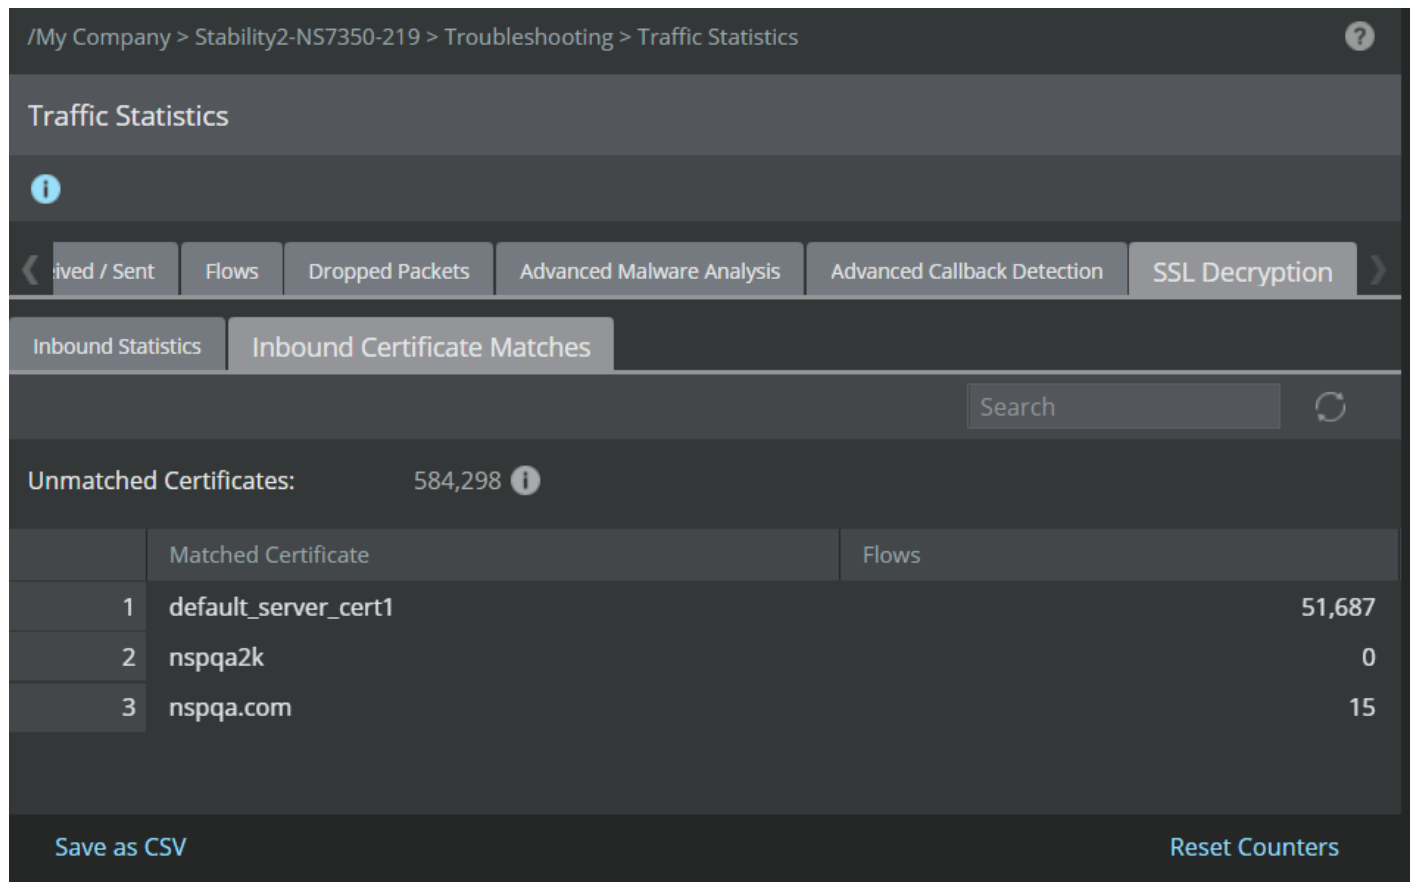 /My Company > Stability2-NS7350-219 > Troubleshooting > Traffic Statistics
Traffic Statistics
ived / Sent Flows Dropped Packets Advanced Malware Analysis Advanced Callback Detection SSL Decryption
Inbound Statistics Inbound Certificate Matches
Search
Unmatched Certificates: 584,298
Matched Certificate Flows
1 default_server_cert1 51,687
2 nspqa2k 0
3 nspqa.com 15
Save as CSV Reset Counters